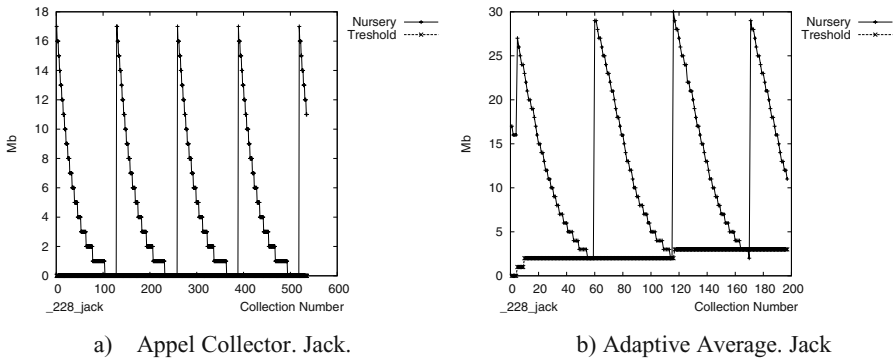 Nursery
Treshold
18
16
14
12
10
8
6
4
2
0
Mb
0 100 200 300 400 500 600
_228_jack Collection Number
a) Appel Collector. Jack.
Nursery
Treshold
30
25
20
15
10
5
0
Mb
0 20 40 60 80 100 120 140 160 180 200
_228_jack Collection Number
b) Adaptive Average. Jack